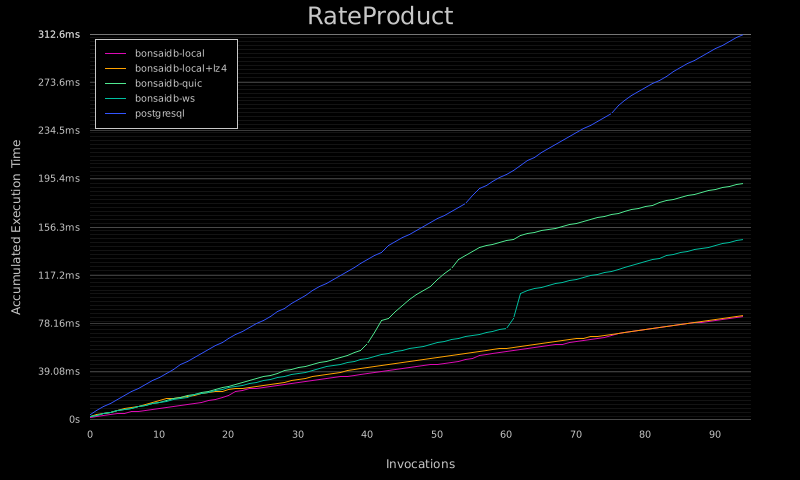 RateProduct
312.6ms
273.6ms
234.5ms
195.4ms
156.3ms
117.2ms
78.16ms
39.08ms
0s
Accumulated Execution Time
bonsaidb-local
bonsaidb-local+lz4
bonsaidb-quic
bonsaidb-ws
postgresql
0 10 20 30 40 50 60 70 80 90
Invocations